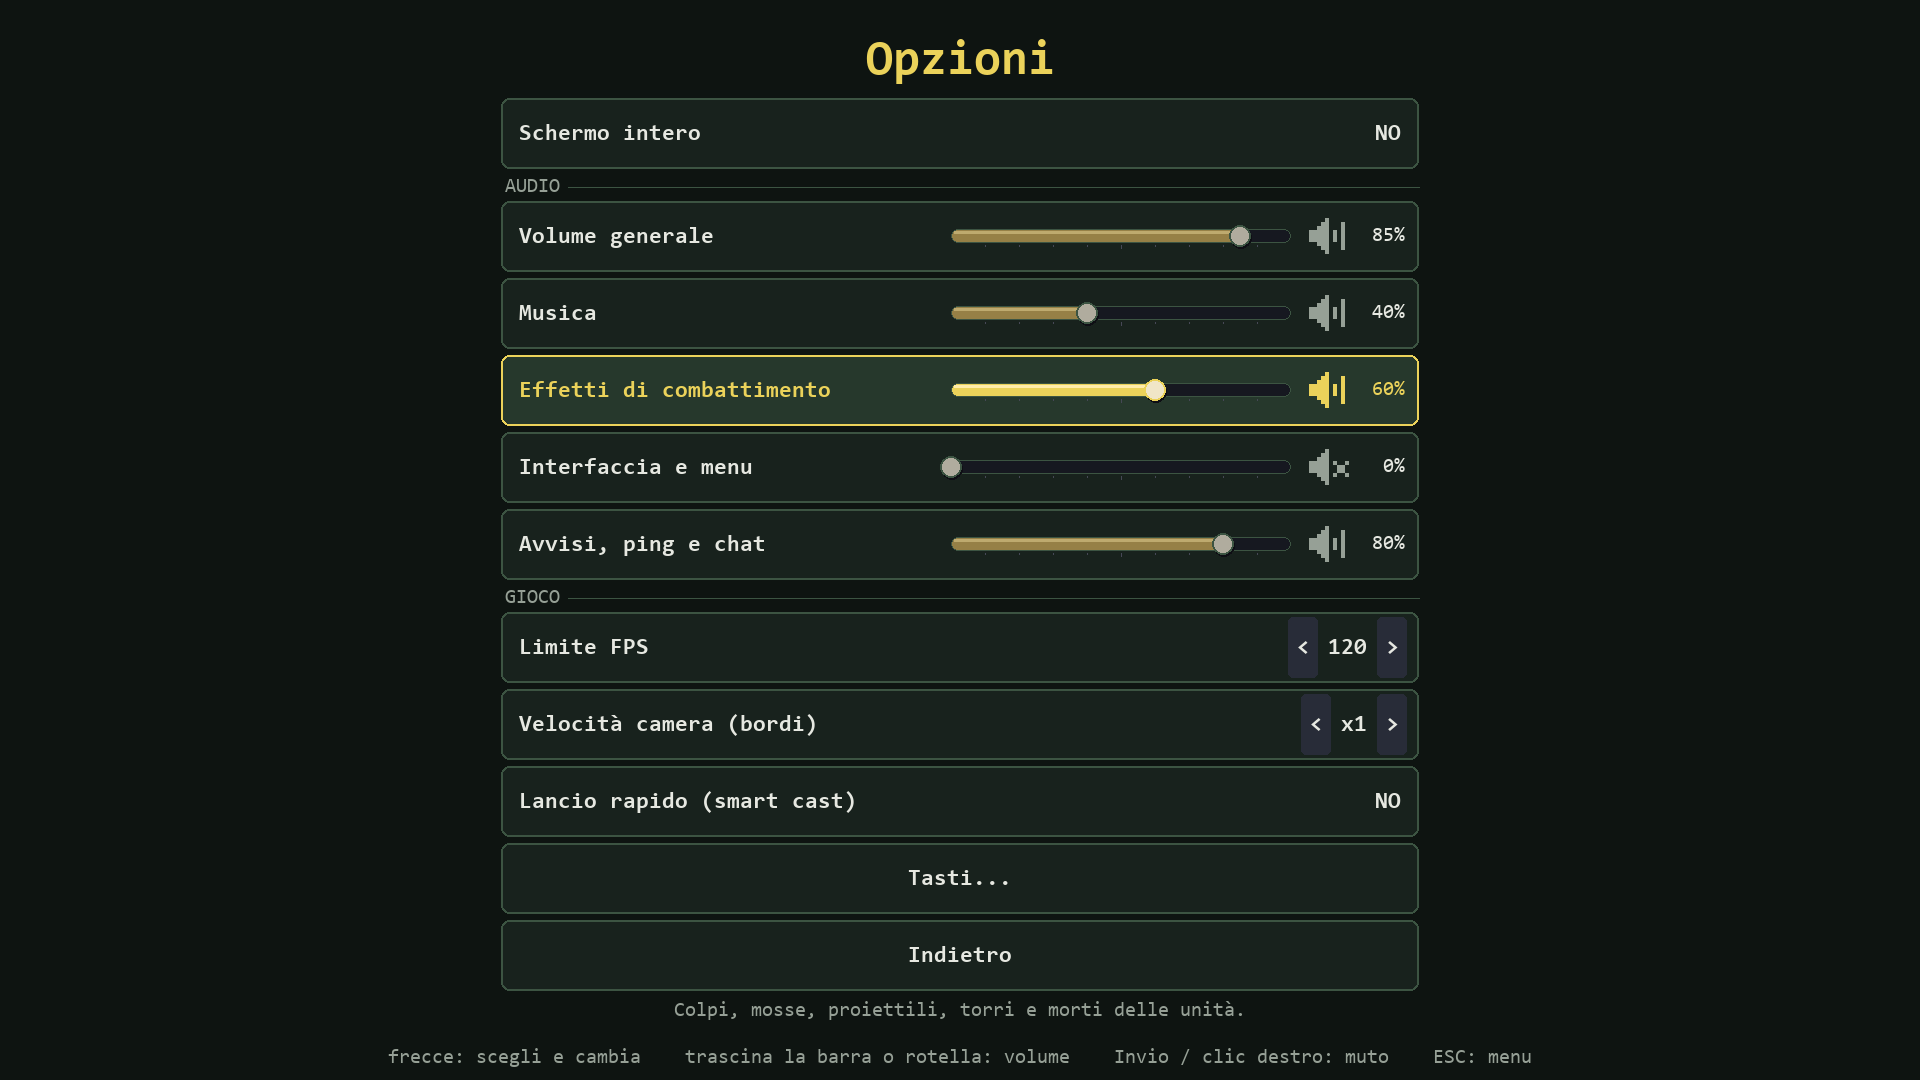 Opzioni
Schermo intero NO
AUDIO
Volume generale 85%
Musica 40%
Effetti di combattimento 60%
Interfaccia e menu 0%
Avvisi, ping e chat 80%
GIOCO
Limite FPS < 120 >
Velocità camera (bordi) < x1 >
Lancio rapido (smart cast) NO
Tasti...
Indietro
Colpi, mosse, proiettili, torri e morti delle unità.
frecce: scegli e cambia trascina la barra o rotella: volume Invio / clic destro: muto ESC: menu